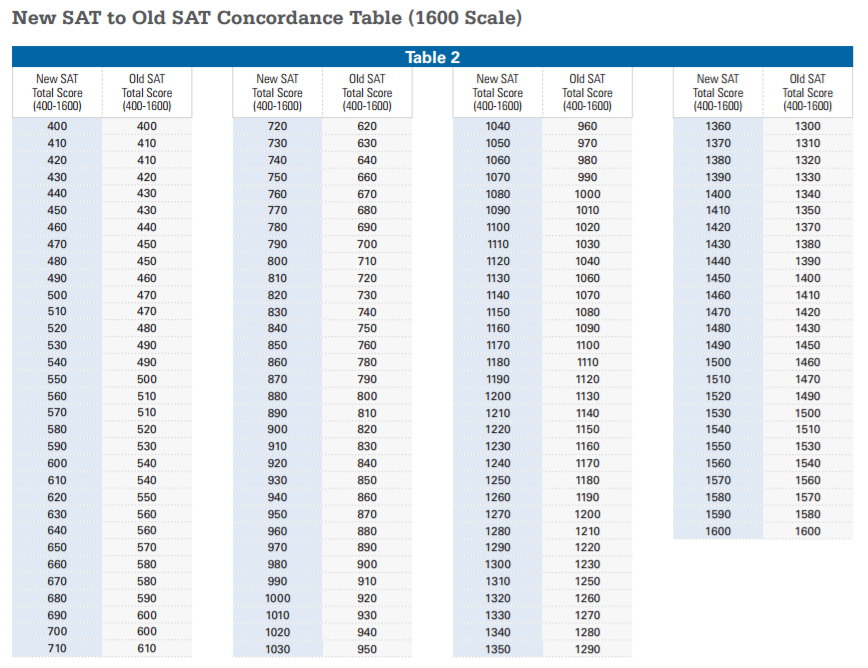 New SAT to Old SAT Concordance Table (1600 Scale)
Table 2
New SAT Old SAT New SAT Old SAT New SAT Old SAT New SAT Old SAT
Total Score Total Score Total Score Total Score Total Score Total Score Total Score Total Score
(400-1600) (400-1600) (400-1600) (400-1600) (400-1600) (400-1600) (400-1600) (400-1600)
400 400 720 620 1040 960 1360 1300
410 410 730 630 1050 970 1370 1310
420 410 740 640 1060 980 1380 1320
430 420 750 660 1070 990 1390 1330
440 430 760 670 1080 1000 1400 1340
450 430 770 680 1090 1010 1410 1350
460 440 780 690 1100 1020 1420 1370
470 450 790 700 1110 1030 1430 1380
480 450 800 710 1120 1040 1440 1390
490 460 810 720 1130 1060 1450 1400
500 470 820 730 1140 1070 1460 1410
510 470 830 740 1150 1080 1470 1420
520 480 840 750 1160 1090 1480 1430
530 490 850 760 1170 1100 1490 1450
540 490 860 780 1180 1110 1500 1460
550 500 870 790 1190 1120 1510 1470
560 510 880 800 1200 1130 1520 1490
570 510 890 810 1210 1140 1530 1500
580 520 900 820 1220 1150 1540 1510
590 530 910 830 1230 1160 1550 1530
600 540 920 840 1240 1170 1560 1540
610 540 930 850 1250 1180 1570 1560
620 550 940 860 1260 1190 1580 1570
630 560 950 870 1270 1200 1590 1580
640 560 960 880 1280 1210 1600 1600
650 570 970 890 1290 1220
660 580 980 900 1300 1230
670 580 990 910 1310 1250
680 590 1000 920 1320 1260
690 600 1010 930 1330 1270
700 600 1020 940 1340 1280
710 610 1030 950 1350 1290